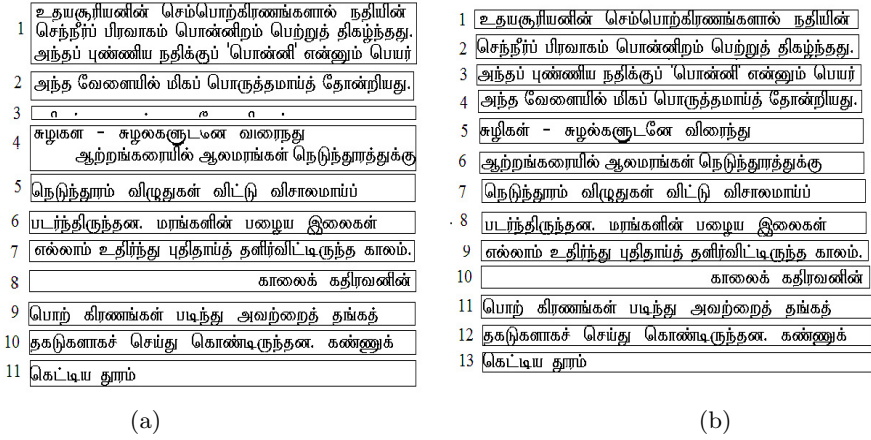 1 உதயசூரியனின் செம்பொற்கிரணங்களால் நதியின்
செந்நீர்ப் பிரவாகம் பொன்னிறம் பெற்றுத் திகழ்ந்தது.
அந்தப் புண்ணிய நதிக்குப் 'பொன்னி' என்னும் பெயர்
2 அந்த வேளையில் மிகப் பொருத்தமாய்த் தோன்றியது.
3
4 சுழிகள் - சுழல்களுடனே விரைந்து
ஆற்றங்கரையில் ஆலமரங்கள் நெடுந்தூரத்துக்கு
5 நெடுந்தூரம் விழுதுகள் விட்டு விசாலமாய்ப்
6 படர்ந்திருந்தன. மரங்களின் பழைய இலைகள்
7 எல்லாம் உதிர்ந்து புதிதாய்த் தளிர்விட்டிருந்த காலம்.
8 காலைக் கதிரவனின்
9 பொற் கிரணங்கள் படிந்து அவற்றைத் தங்கத்
10 தகடுகளாகச் செய்து கொண்டிருந்தன. கண்ணுக்
11 கெட்டிய தூரம்
(a)
1 உதயசூரியனின் செம்பொற்கிரணங்களால் நதியின்
2 செந்நீர்ப் பிரவாகம் பொன்னிறம் பெற்றுத் திகழ்ந்தது.
3 அந்தப் புண்ணிய நதிக்குப் 'பொன்னி' என்னும் பெயர்
4 அந்த வேளையில் மிகப் பொருத்தமாய்த் தோன்றியது.
5 சுழிகள் - சுழல்களுடனே விரைந்து
6 ஆற்றங்கரையில் ஆலமரங்கள் நெடுந்தூரத்துக்கு
7 நெடுந்தூரம் விழுதுகள் விட்டு விசாலமாய்ப்
8 படர்ந்திருந்தன. மரங்களின் பழைய இலைகள்
9 எல்லாம் உதிர்ந்து புதிதாய்த் தளிர்விட்டிருந்த காலம்.
10 காலைக் கதிரவனின்
11 பொற் கிரணங்கள் படிந்து அவற்றைத் தங்கத்
12 தகடுகளாகச் செய்து கொண்டிருந்தன. கண்ணுக்
13 கெட்டிய தூரம்
(b)